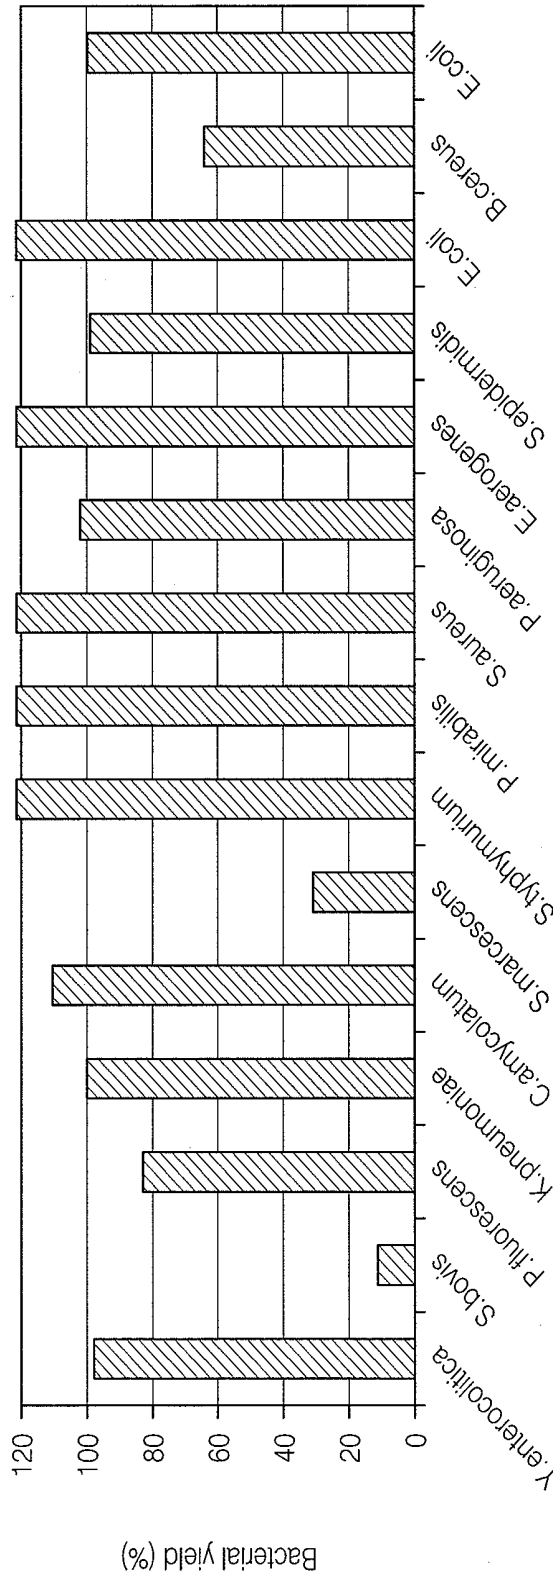 Bacterial yield (%)
120
100
80
60
40
20
0
Y.enterocolitica
S.bovis
P.fluorescens
K.pneumoniae
C.amycolatum
S.marcescens
S.typhymurium
P.mirabilis
S.aureus
P.aeruginosa
E.aerogenes
S.epidermidis
E.coli
B.cereus
E.coli